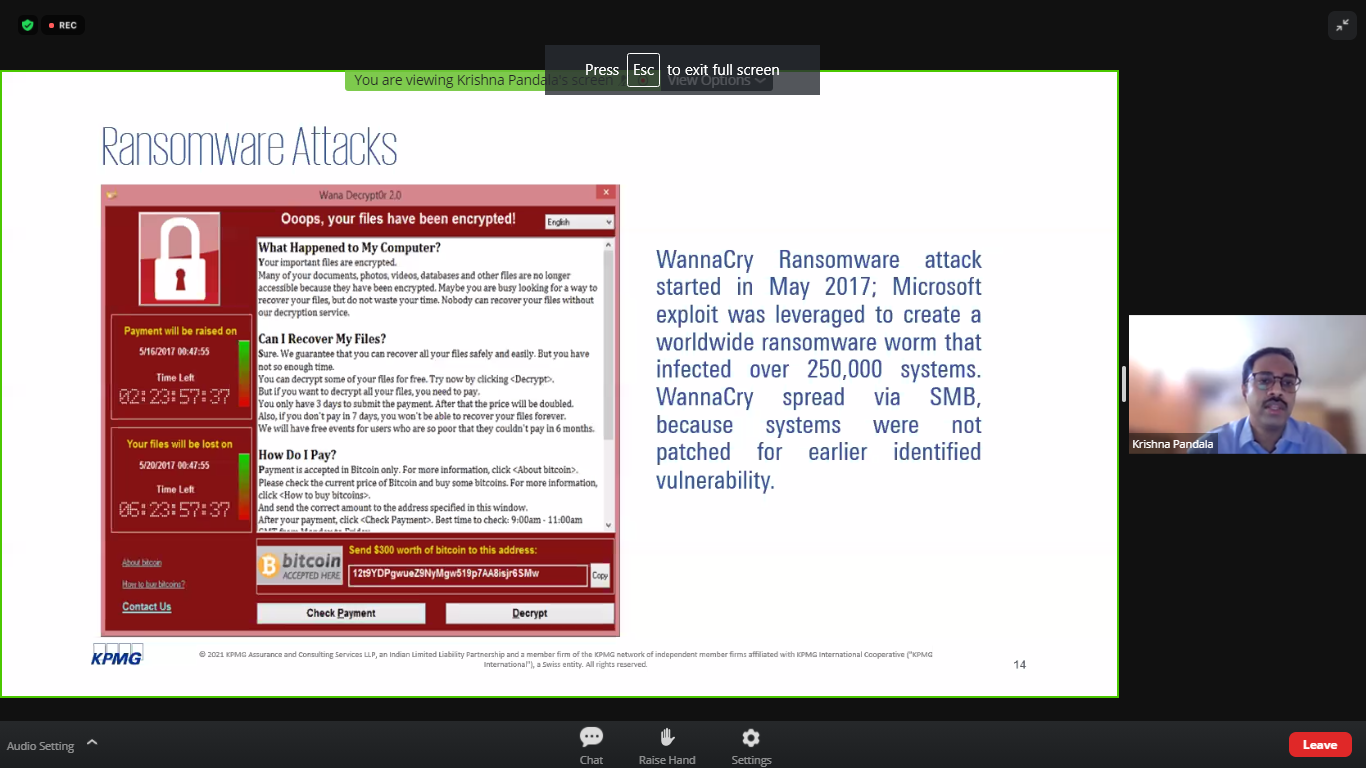 REC
Press Esc to exit full screen
You are viewing Krishna Pandala's screen
View Options
Ransomware Attacks
Wana Decrypt0r 2.0
x
Ooops, your files have been encrypted!
English
What Happened to My Computer?
Your important files are encrypted.
Many of your documents, photos, videos, databases and other files are no longer
accessible because they have been encrypted. Maybe you are busy looking for a way to
recover your files, but do not waste your time. Nobody can recover your files without
our decryption service.
Can I Recover My Files?
Sure. We guarantee that you can recover all your files safely and easily. But you have
not so enough time.
You can decrypt some of your files for free. Try now by clicking <Decrypt>.
But if you want to decrypt all your files, you need to pay.
You only have 3 days to submit the payment. After that the price will be doubled.
Also, if you don't pay in 7 days, you won't be able to recover your files forever.
We will have free events for users who are so poor that they couldn't pay in 6 months.
How Do I Pay?
Payment is accepted in Bitcoin only. For more information, click <About bitcoin>.
Please check the current price of Bitcoin and buy some bitcoins. For more information,
click <How to buy bitcoins>.
And send the correct amount to the address specified in this window.
After your payment, click <Check Payment>. Best time to check: 9:00am - 11:00am
GMT from Monday to Friday.
Payment will be raised on
5/16/2017 00:47:55
Time Left
02:23:57:37
Your files will be lost on
5/20/2017 00:47:55
Time Left
06:23:57:37
About bitcoin
How to buy bitcoins?
Contact Us
bitcoin
ACCEPTED HERE
Send $300 worth of bitcoin to this address:
12t9YDPgwueZ9NyMgw519p7AA8isjr6SMw
Copy
Check Payment
Decrypt
WannaCry Ransomware attack
started in May 2017; Microsoft
exploit was leveraged to create a
worldwide ransomware worm that
infected over 250,000 systems.
WannaCry spread via SMB,
because systems were not
patched for earlier identified
vulnerability.
Krishna Pandala
KPMG
© 2021 KPMG Assurance and Consulting Services LLP, an Indian Limited Liability Partnership and a member firm of the KPMG network of independent member firms affiliated with KPMG International Cooperative ("KPMG
International"), a Swiss entity. All rights reserved.
14
Audio Setting
Chat
Raise Hand
Settings
Leave